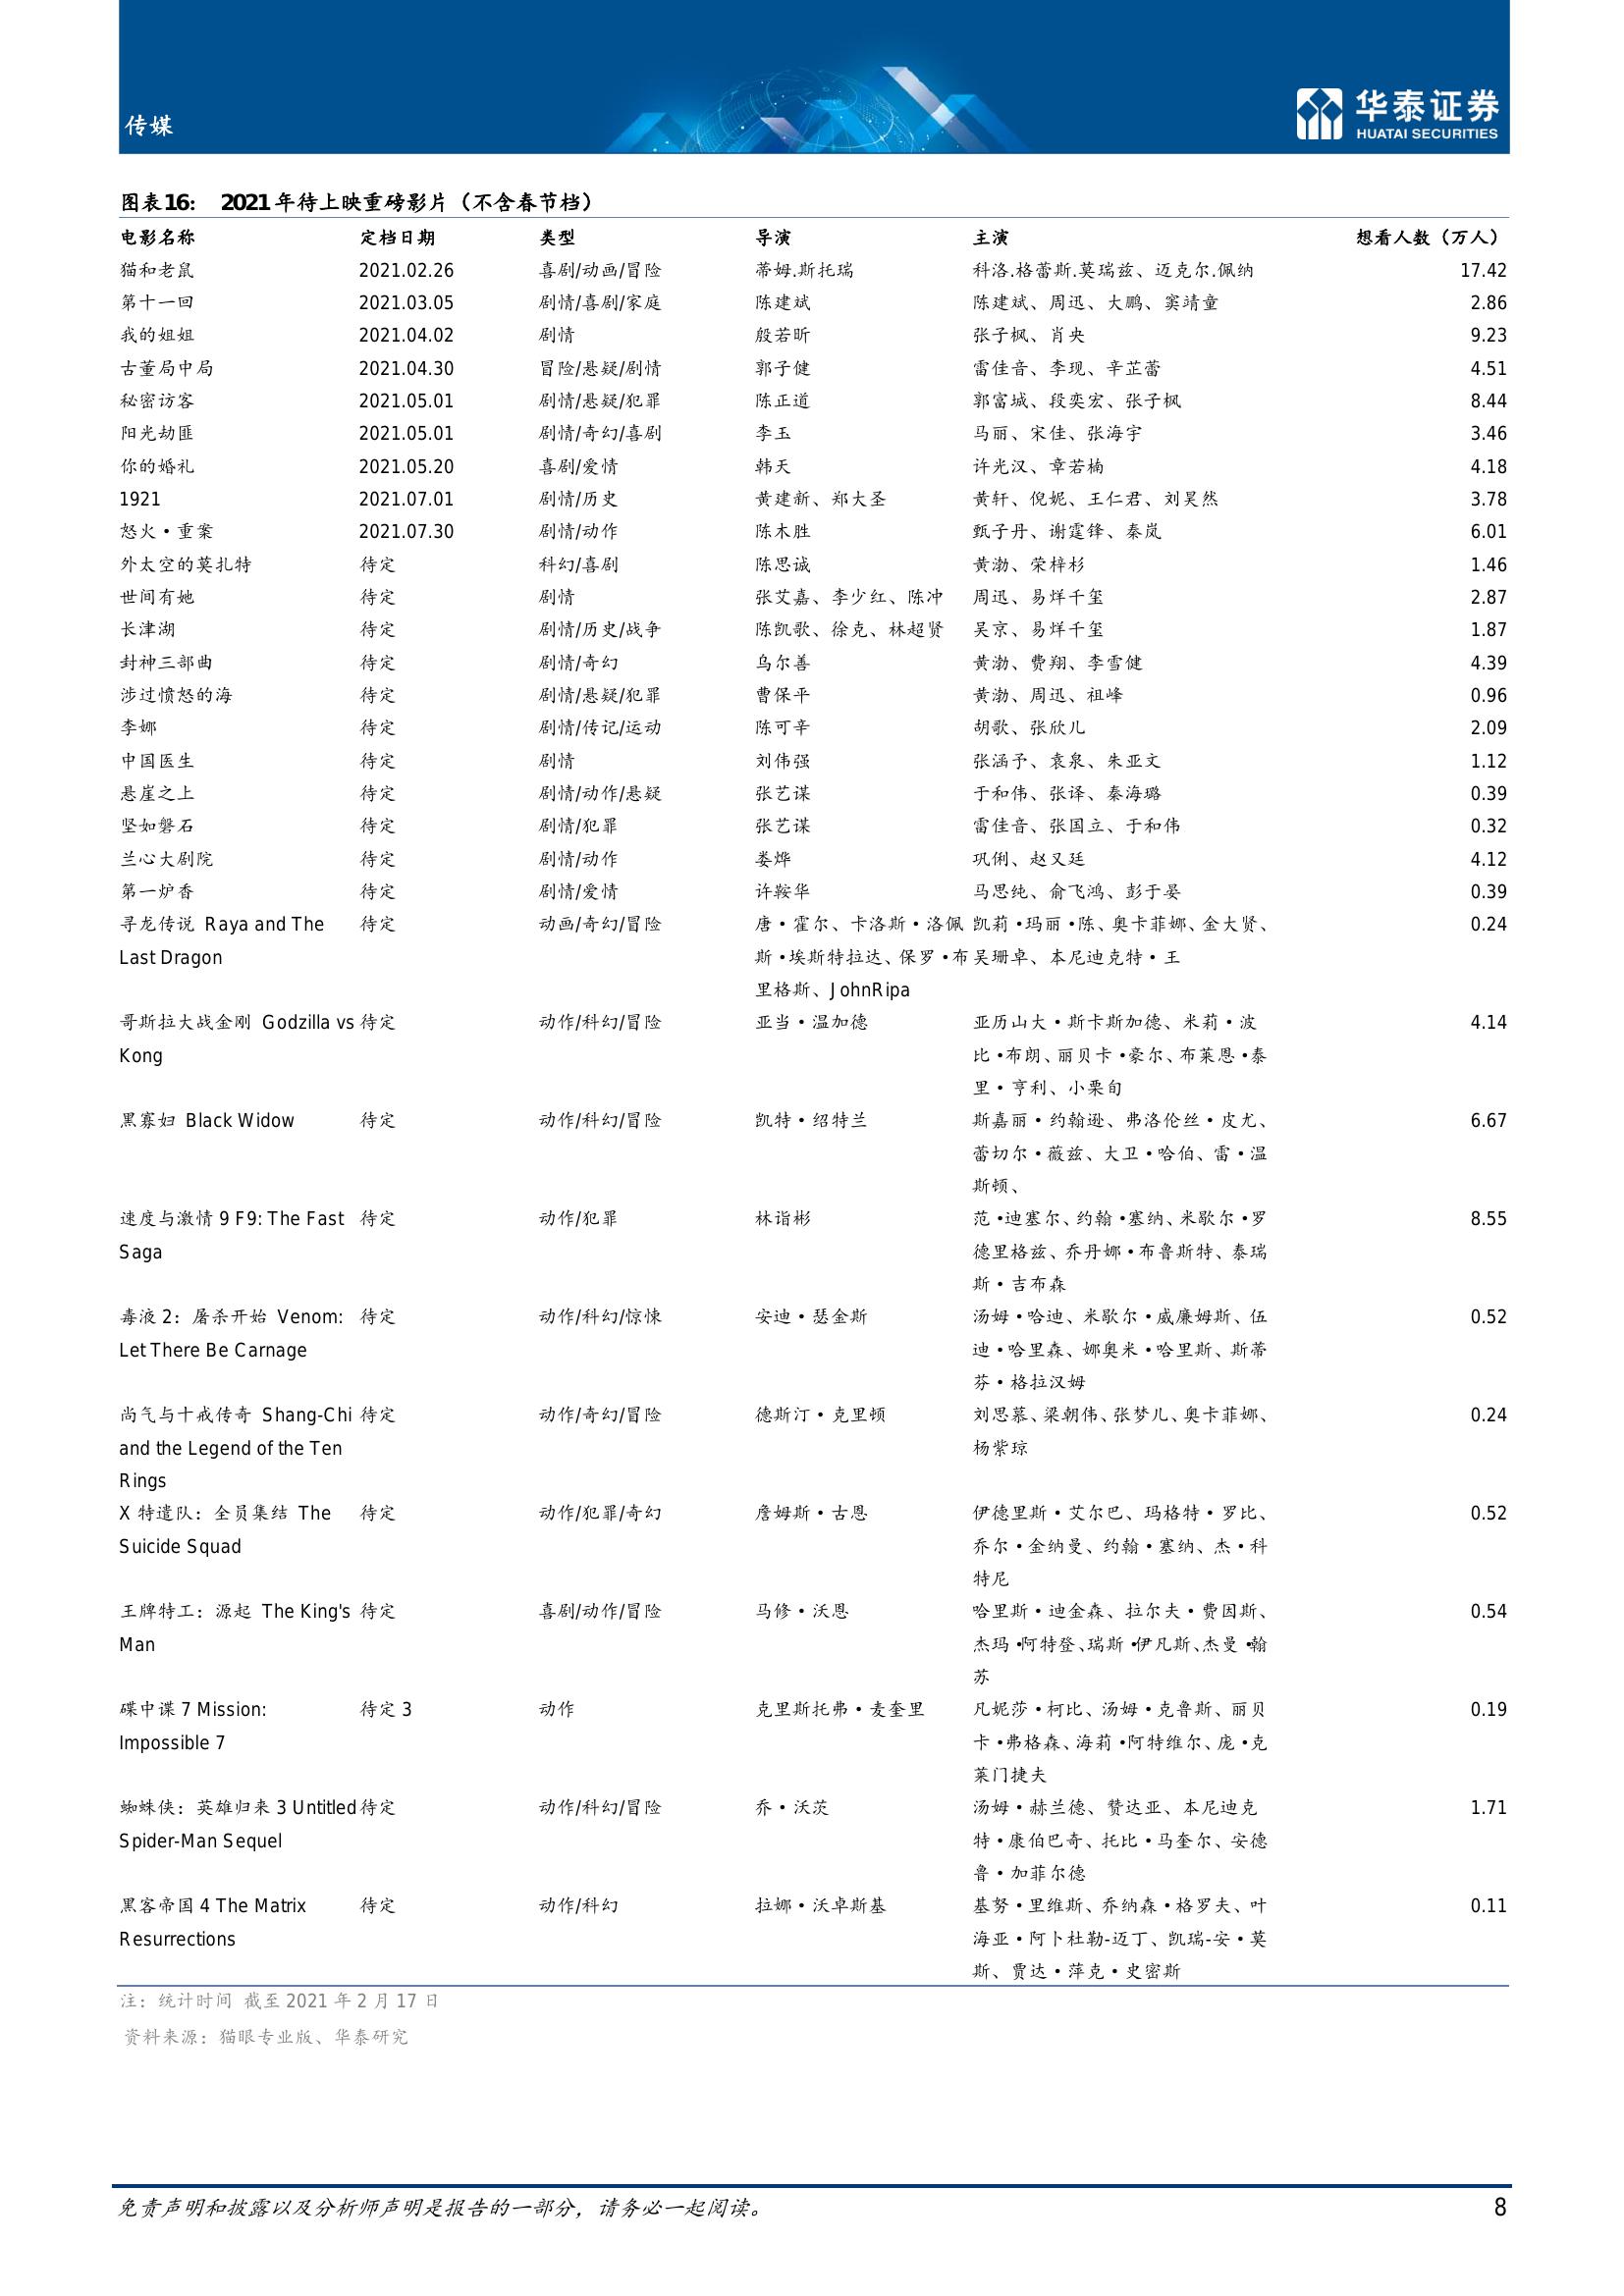 传媒
华泰证券
HUATAI SECURITIES
图表16: 2021 年待上映重磅影片（不含春节档）
电影名称 定档日期 类型 导演 主演 想看人数（万人）
猫和老鼠 2021.02.26 喜剧/动画/冒险 蒂姆.斯托瑞 科洛.格蕾斯.莫瑞兹、迈克尔.佩纳 17.42
第十一回 2021.03.05 剧情/喜剧/家庭 陈建斌 陈建斌、周迅、大鹏、窦靖童 2.86
我的姐姐 2021.04.02 剧情 殷若昕 张子枫、肖央 9.23
古董局中局 2021.04.30 冒险/悬疑/剧情 郭子健 雷佳音、李现、辛芷蕾 4.51
秘密访客 2021.05.01 剧情/悬疑/犯罪 陈正道 郭富城、段奕宏、张子枫 8.44
阳光劫匪 2021.05.01 剧情/奇幻/喜剧 李玉 马丽、宋佳、张海宇 3.46
你的婚礼 2021.05.20 喜剧/爱情 韩天 许光汉、章若楠 4.18
1921 2021.07.01 剧情/历史 黄建新、郑大圣 黄轩、倪妮、王仁君、刘昊然 3.78
怒火·重案 2021.07.30 剧情/动作 陈木胜 甄子丹、谢霆锋、秦岚 6.01
外太空的莫扎特 待定 科幻/喜剧 陈思诚 黄渤、荣梓杉 1.46
世间有她 待定 剧情 张艾嘉、李少红、陈冲 周迅、易烊千玺 2.87
长津湖 待定 剧情/历史/战争 陈凯歌、徐克、林超贤 吴京、易烊千玺 1.87
封神三部曲 待定 剧情/奇幻 乌尔善 黄渤、费翔、李雪健 4.39
涉过愤怒的海 待定 剧情/悬疑/犯罪 曹保平 黄渤、周迅、祖峰 0.96
李娜 待定 剧情/传记/运动 陈可辛 胡歌、张欣儿 2.09
中国医生 待定 剧情 刘伟强 张涵予、袁泉、朱亚文 1.12
悬崖之上 待定 剧情/动作/悬疑 张艺谋 于和伟、张译、秦海璐 0.39
坚如磐石 待定 剧情/犯罪 张艺谋 雷佳音、张国立、于和伟 0.32
兰心大剧院 待定 剧情/动作 娄烨 巩俐、赵又廷 4.12
第一炉香 待定 剧情/爱情 许鞍华 马思纯、俞飞鸿、彭于晏 0.39
寻龙传说 Raya and The 待定 动画/奇幻/冒险 唐·霍尔、卡洛斯·洛佩 凯莉·玛丽·陈、奥卡菲娜、金大贤、 0.24
Last Dragon 斯·埃斯特拉达、保罗·布 吴珊卓、本尼迪克特·王
里格斯、JohnRipa
哥斯拉大战金刚 Godzilla vs 待定 动作/科幻/冒险 亚当·温加德 亚历山大·斯卡斯加德、米莉·波 4.14
Kong 比·布朗、丽贝卡·豪尔、布莱恩·泰
里·亨利、小栗旬
黑寡妇 Black Widow 待定 动作/科幻/冒险 凯特·绍特兰 斯嘉丽·约翰逊、弗洛伦丝·皮尤、 6.67
蕾切尔·薇兹、大卫·哈伯、雷·温
斯顿、
速度与激情 9 F9: The Fast 待定 动作/犯罪 林诣彬 范·迪塞尔、约翰·塞纳、米歇尔·罗 8.55
Saga 德里格兹、乔丹娜·布鲁斯特、泰瑞
斯·吉布森
毒液 2：屠杀开始 Venom: 待定 动作/科幻/惊悚 安迪·瑟金斯 汤姆·哈迪、米歇尔·威廉姆斯、伍 0.52
Let There Be Carnage 迪·哈里森、娜奥米·哈里斯、斯蒂
芬·格拉汉姆
尚气与十戒传奇 Shang-Chi 待定 动作/奇幻/冒险 德斯汀·克里顿 刘思慕、梁朝伟、张梦儿、奥卡菲娜、 0.24
and the Legend of the Ten 杨紫琼
Rings
X 特遣队：全员集结 The 待定 动作/犯罪/奇幻 詹姆斯·古恩 伊德里斯·艾尔巴、玛格特·罗比、 0.52
Suicide Squad 乔尔·金纳曼、约翰·塞纳、杰·科
特尼
王牌特工：源起 The King's 待定 喜剧/动作/冒险 马修·沃恩 哈里斯·迪金森、拉尔夫·费因斯、 0.54
Man 杰玛·阿特登、瑞斯·伊凡斯、杰曼·翰
苏
碟中谍 7 Mission: 待定 3 动作 克里斯托弗·麦奎里 凡妮莎·柯比、汤姆·克鲁斯、丽贝 0.19
Impossible 7 卡·弗格森、海莉·阿特维尔、庞·克
莱门捷夫
蜘蛛侠：英雄归来 3 Untitled 待定 动作/科幻/冒险 乔·沃茨 汤姆·赫兰德、赞达亚、本尼迪克 1.71
Spider-Man Sequel 特·康伯巴奇、托比·马奎尔、安德
鲁·加菲尔德
黑客帝国 4 The Matrix 待定 动作/科幻 拉娜·沃卓斯基 基努·里维斯、乔纳森·格罗夫、叶 0.11
Resurrections 海亚·阿卜杜勒-迈丁、凯瑞-安·莫
斯、贾达·萍克·史密斯
注：统计时间 截至 2021 年 2 月 17 日
资料来源：猫眼专业版、华泰研究
免责声明和披露以及分析师声明是报告的一部分，请务必一起阅读。 8